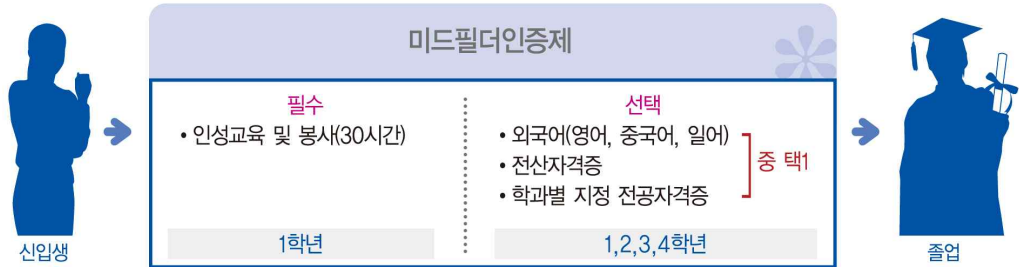 미드필더인증제
필수
• 인성교육 및 봉사(30시간)
1학년
선택
• 외국어(영어, 중국어, 일어)
• 전산자격증
• 학과별 지정 전공자격증
중 택1
1,2,3,4학년
신입생
졸업